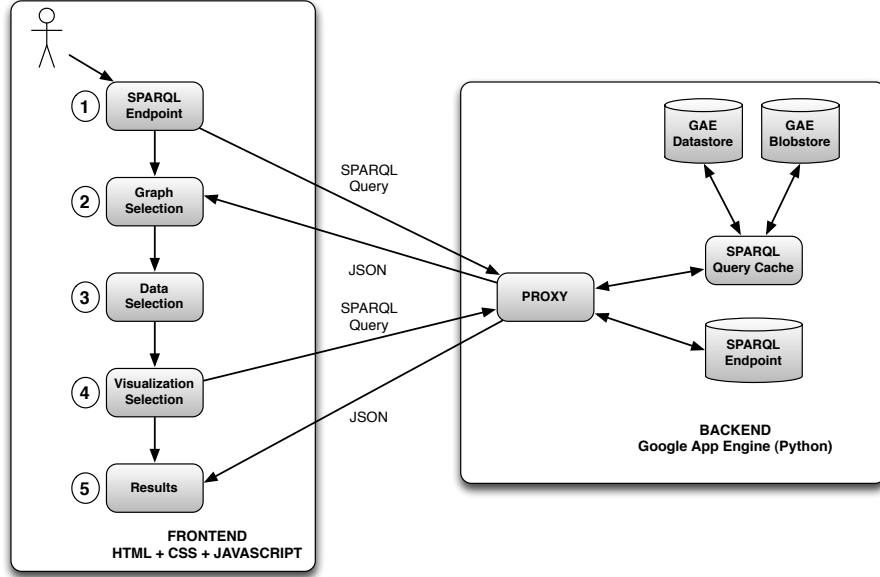 1
SPARQL
Endpoint
2
Graph
Selection
3
Data
Selection
4
Visualization
Selection
5
Results
FRONTEND
HTML + CSS + JAVASCRIPT
SPARQL
Query
JSON
SPARQL
Query
JSON
PROXY
GAE
Datastore
GAE
Blobstore
SPARQL
Query Cache
SPARQL
Endpoint
BACKEND
Google App Engine (Python)